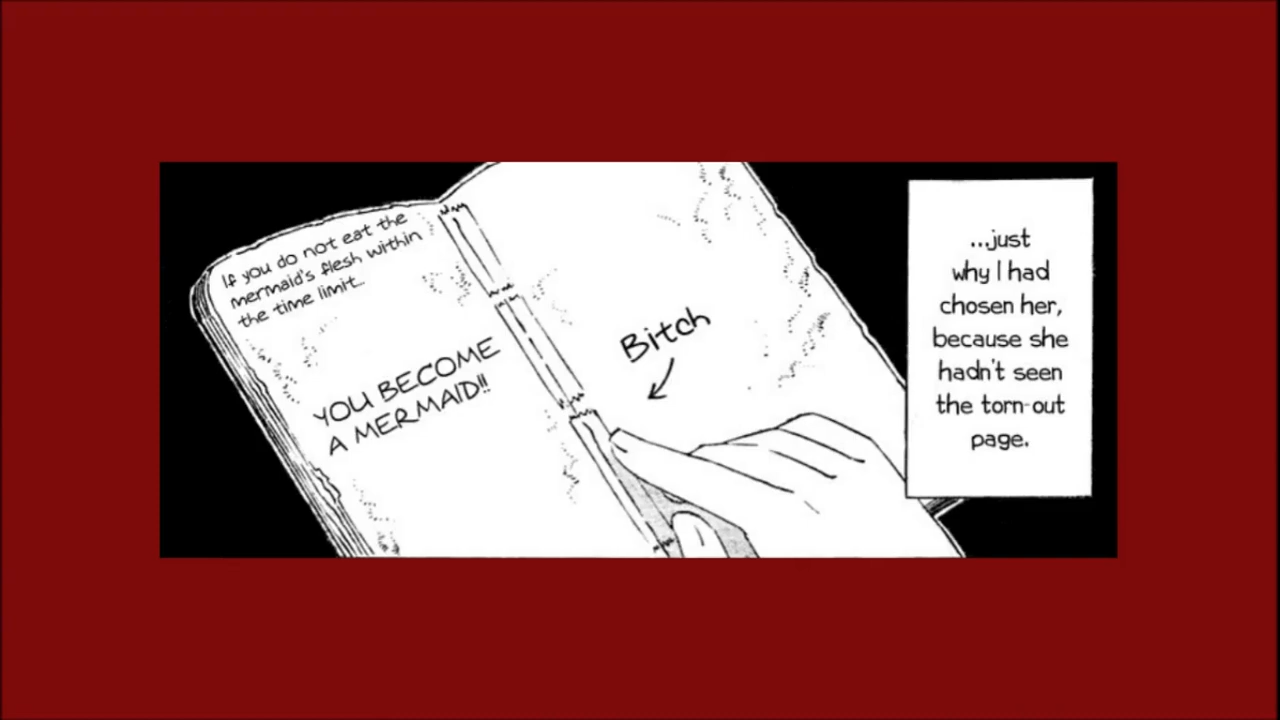 If you do not eat the
mermaid's flesh within
the time limit..
YOU BECOME
A MERMAID!!
Bitch
...just
why I had
chosen her,
because she
hadn't seen
the torn-out
page.